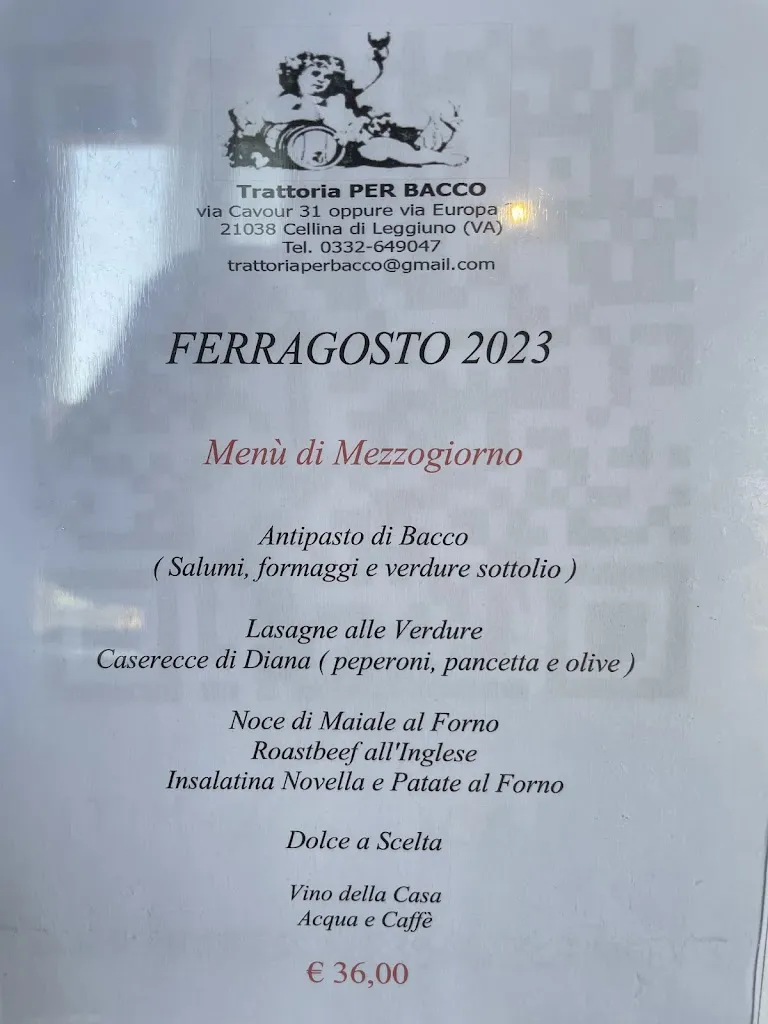 Trattoria PER BACCO
via Cavour 31 oppure via Europa
21038 Cellina di Leggiuno (VA)
Tel. 0332-649047
trattoriaperbacco@gmail.com
FERRAGOSTO 2023
Menù di Mezzogiorno
Antipasto di Bacco
( Salumi, formaggi e verdure sottolio )
Lasagne alle Verdure
Caserecce di Diana ( peperoni, pancetta e olive )
Noce di Maiale al Forno
Roastbeef all'Inglese
Insalatina Novella e Patate al Forno
Dolce a Scelta
Vino della Casa
Acqua e Caffè
€ 36,00